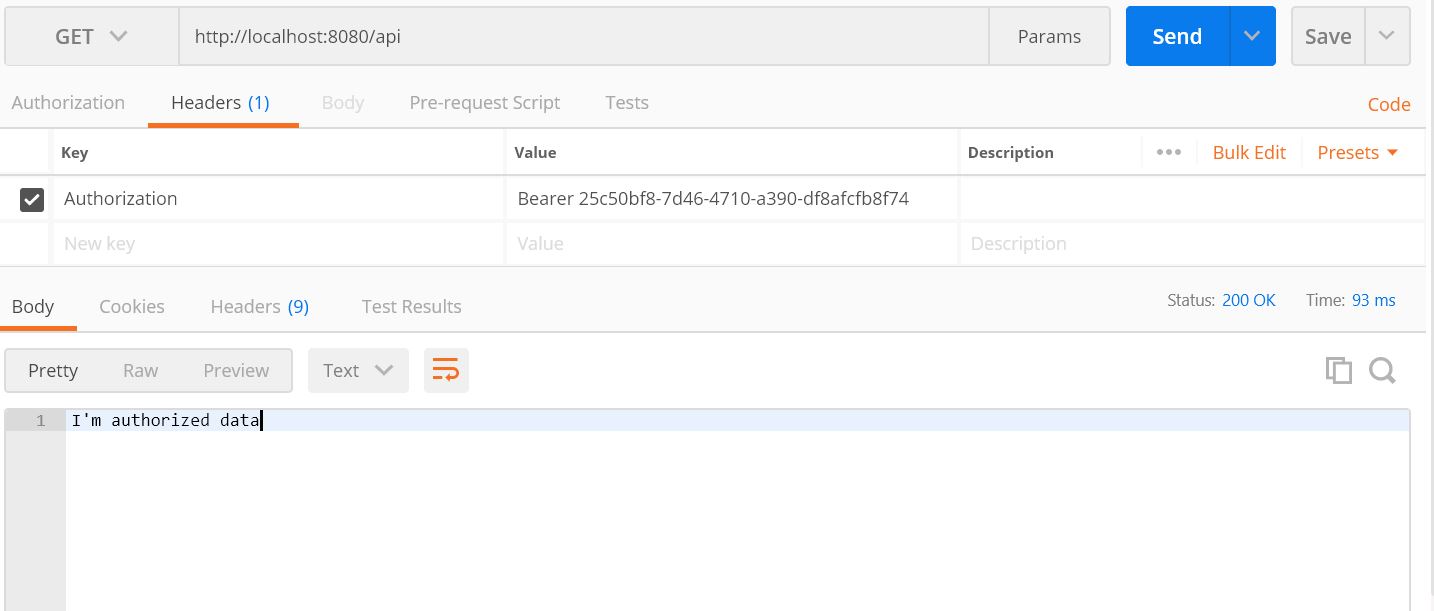 GET http://localhost:8080/api Params Send Save
Authorization Headers (1) Body Pre-request Script Tests Code
Key Value Description ••• Bulk Edit Presets
Authorization Bearer 25c50bf8-7d46-4710-a390-df8afcfb8f74
New key Value Description
Body Cookies Headers (9) Test Results Status: 200 OK Time: 93 ms
Pretty Raw Preview Text
1 I'm authorized data